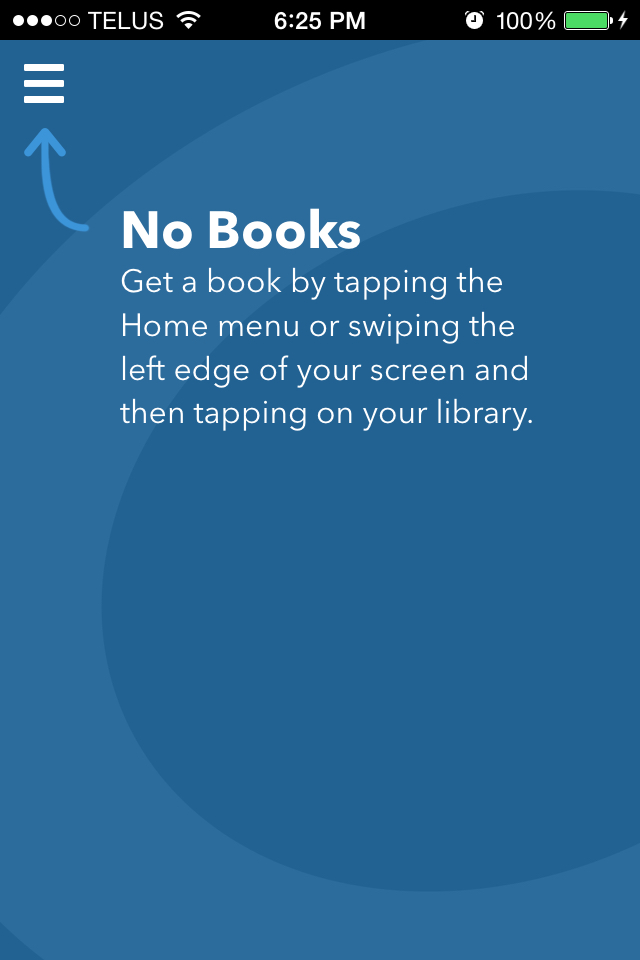 TELUS 6:25 PM 100%
No Books
Get a book by tapping the
Home menu or swiping the
left edge of your screen and
then tapping on your library.